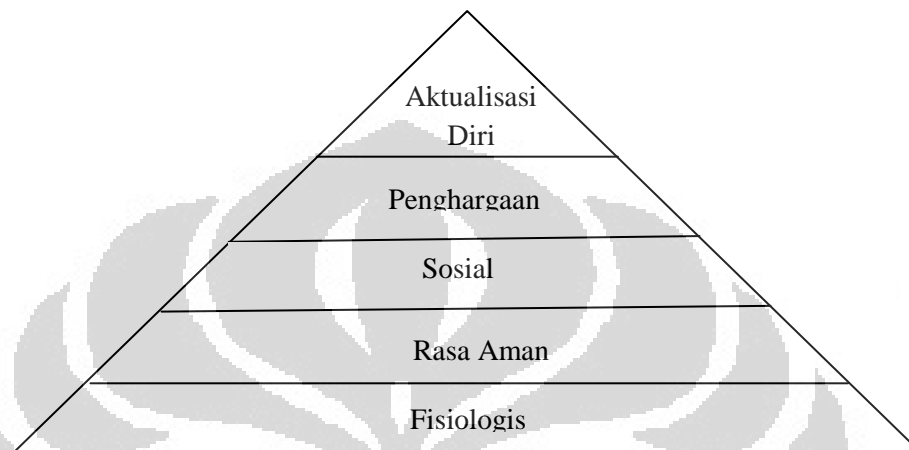 Aktualisasi
Diri
Penghargaan
Sosial
Rasa Aman
Fisiologis